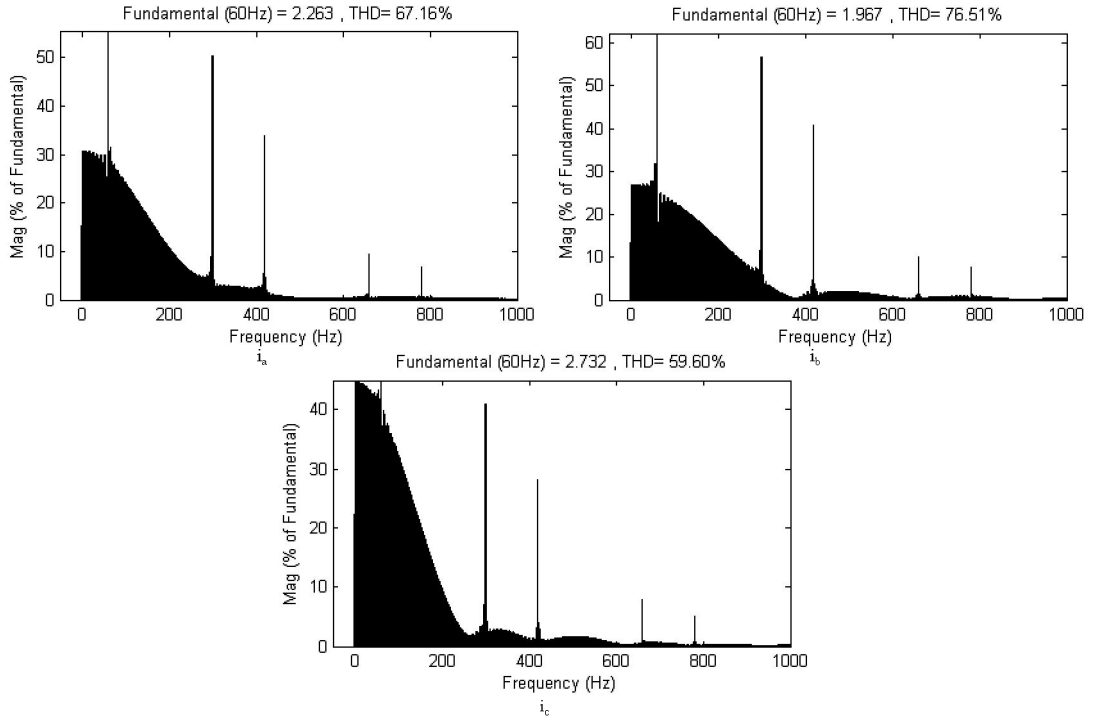 Fundamental (60Hz) = 2.263 , THD= 67.16%
50
40
30
20
10
0
Mag (% of Fundamental)
0 200 400 600 800 1000
Frequency (Hz)
ia
Fundamental (60Hz) = 1.967 , THD= 76.51%
60
50
40
30
20
10
0
Mag (% of Fundamental)
0 200 400 600 800 1000
Frequency (Hz)
ib
Fundamental (60Hz) = 2.732 , THD= 59.60%
40
30
20
10
0
Mag (% of Fundamental)
0 200 400 600 800 1000
Frequency (Hz)
ic